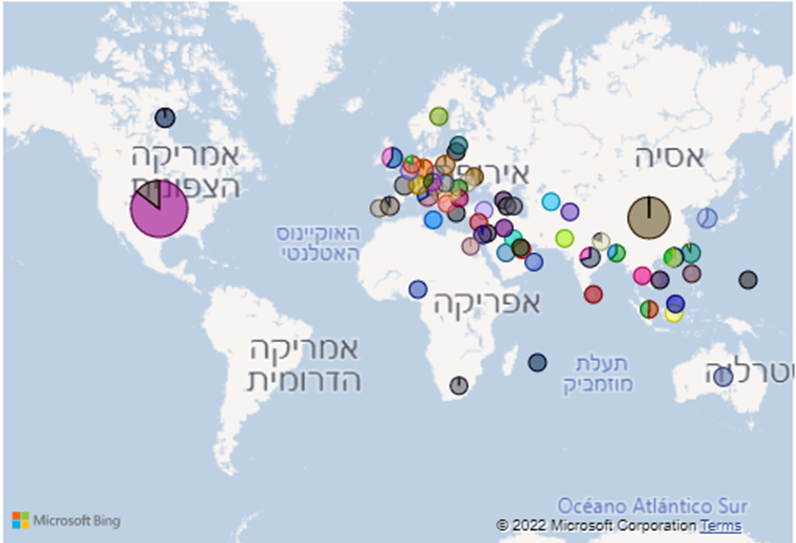 אמריקה
הצפונית
אירופה
אסיה
האוקיינוס
האטלנטי
אפריקה
אמריקה
הדרומית
תעלת
מוזמביק
Océano Atlántico Sur
Microsoft Bing
© 2022 Microsoft Corporation Terms